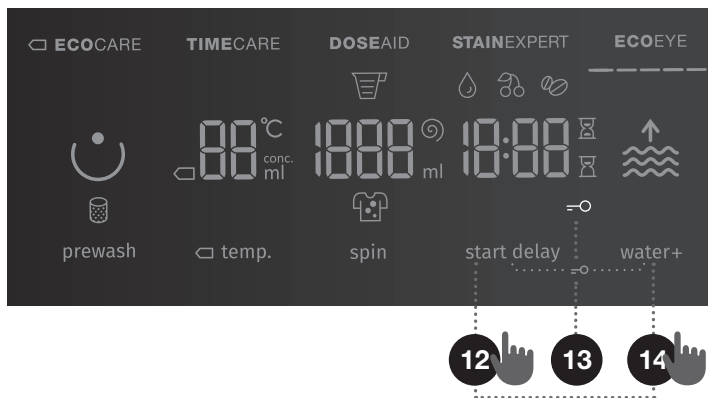 ECOCARE TIMECARE DOSEAID STAINEXPERT ECOEYE
88 °C 1888 18:88
conc.
ml ml
prewash temp. spin start delay water+
12 13 14